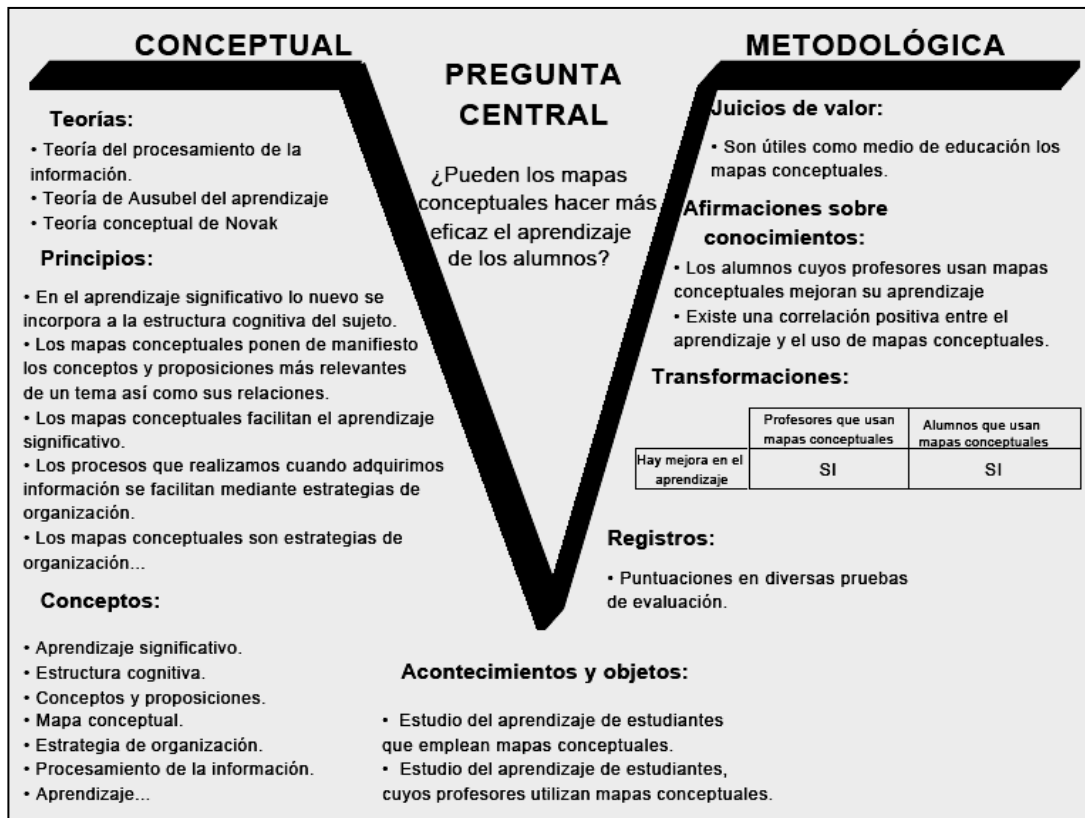 CONCEPTUAL
Teorías:
• Teoría del procesamiento de la
información.
• Teoría de Ausubel del aprendizaje
• Teoría conceptual de Novak
Principios:
• En el aprendizaje significativo lo nuevo se
incorpora a la estructura cognitiva del sujeto.
• Los mapas conceptuales ponen de manifiesto
los conceptos y proposiciones más relevantes
de un tema así como sus relaciones.
• Los mapas conceptuales facilitan el aprendizaje
significativo.
• Los procesos que realizamos cuando adquirimos
información se facilitan mediante estrategias de
organización.
• Los mapas conceptuales son estrategias de
organización...
Conceptos:
• Aprendizaje significativo.
• Estructura cognitiva.
• Conceptos y proposiciones.
• Mapa conceptual.
• Estrategia de organización.
• Procesamiento de la información.
• Aprendizaje...
PREGUNTA
CENTRAL
¿Pueden los mapas
conceptuales hacer más
eficaz el aprendizaje
de los alumnos?
METODOLÓGICA
Juicios de valor:
• Son útiles como medio de educación los
mapas conceptuales.
Afirmaciones sobre
conocimientos:
• Los alumnos cuyos profesores usan mapas
conceptuales mejoran su aprendizaje
• Existe una correlación positiva entre el
aprendizaje y el uso de mapas conceptuales.
Transformaciones:
Profesores que usan
mapas conceptuales
Alumnos que usan
mapas conceptuales
Hay mejora en el
aprendizaje
SI
SI
Registros:
• Puntuaciones en diversas pruebas
de evaluación.
Acontecimientos y objetos:
• Estudio del aprendizaje de estudiantes
que emplean mapas conceptuales.
• Estudio del aprendizaje de estudiantes,
cuyos profesores utilizan mapas conceptuales.